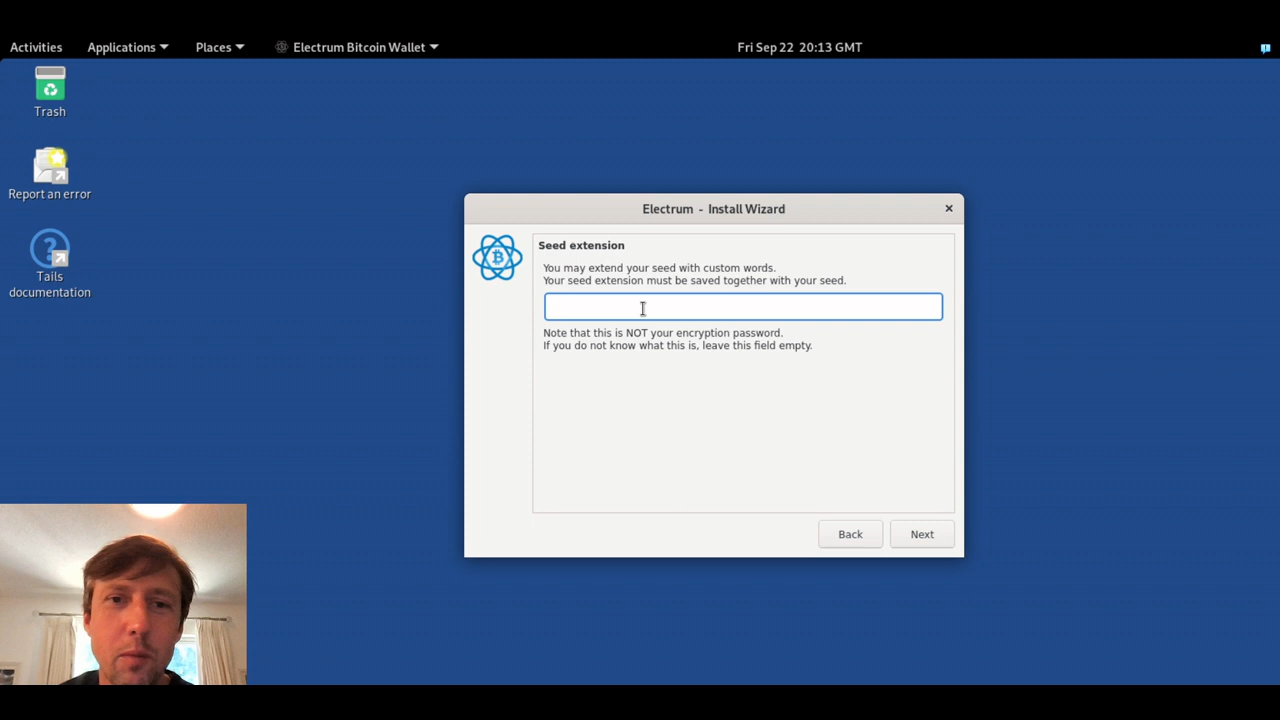 Activities Applications Places Electrum Bitcoin Wallet Fri Sep 22 20:13 GMT
Trash
Report an error
Tails
documentation
Electrum - Install Wizard
Seed extension
You may extend your seed with custom words.
Your seed extension must be saved together with your seed.
Note that this is NOT your encryption password.
If you do not know what this is, leave this field empty.
Back Next